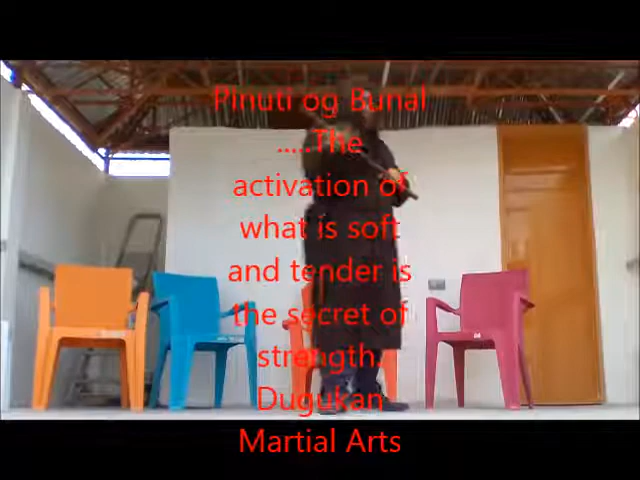 Pinuti og Bunal
.....The
activation of
what is soft
and tender is
the secret of
strength.
Dugukan
Martial Arts